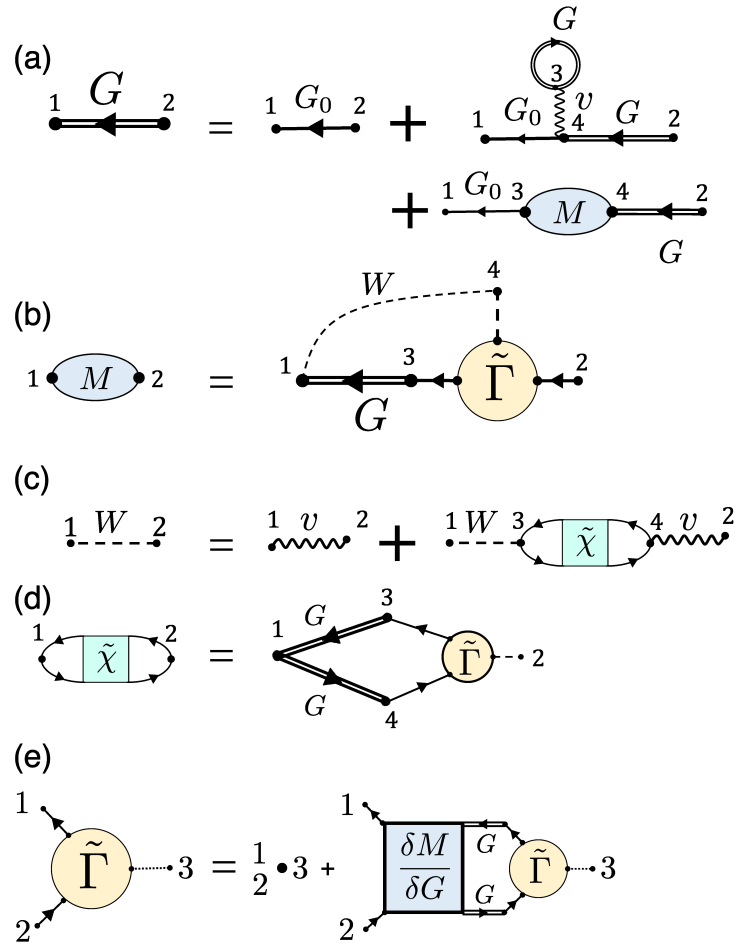 (a)
1 G 2 = 1 G₀ 2 + 1 G₀ 4 G 2 3 v G
+ 1 G₀ 3 M 4 G 2
(b)
1 M 2 = 1 W 4 G 3 Γ̃ 2
(c)
1 W 2 = 1 v 2 + 1 W 3 χ̃ 4 v 2
(d)
1 χ̃ 2 = 1 G 3 G 4 Γ̃ 2
(e)
1 2 Γ̃ 3 = 1/2 • 3 + 1 2 δM/δG G G Γ̃ 3